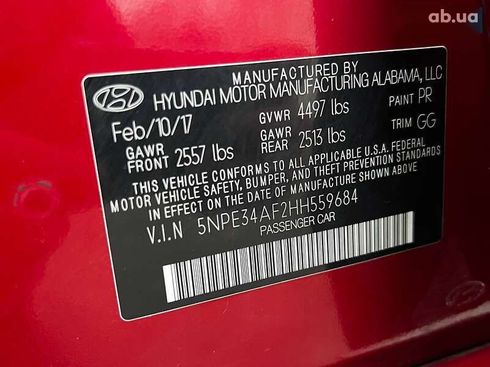 ab.ua
MANUFACTURED BY
HYUNDAI MOTOR MANUFACTURING ALABAMA, LLC
Feb/10/17 GVWR 4497 lbs PAINT PR
GAWR FRONT 2557 lbs GAWR REAR 2513 lbs TRIM GG
THIS VEHICLE CONFORMS TO ALL APPLICABLE U.S.A. FEDERAL
MOTOR VEHICLE SAFETY, BUMPER, AND THEFT PREVENTION STANDARDS
IN EFFECT ON THE DATE OF MANUFACTURE SHOWN ABOVE.
V.I.N 5NPE34AF2HH559684
PASSENGER CAR